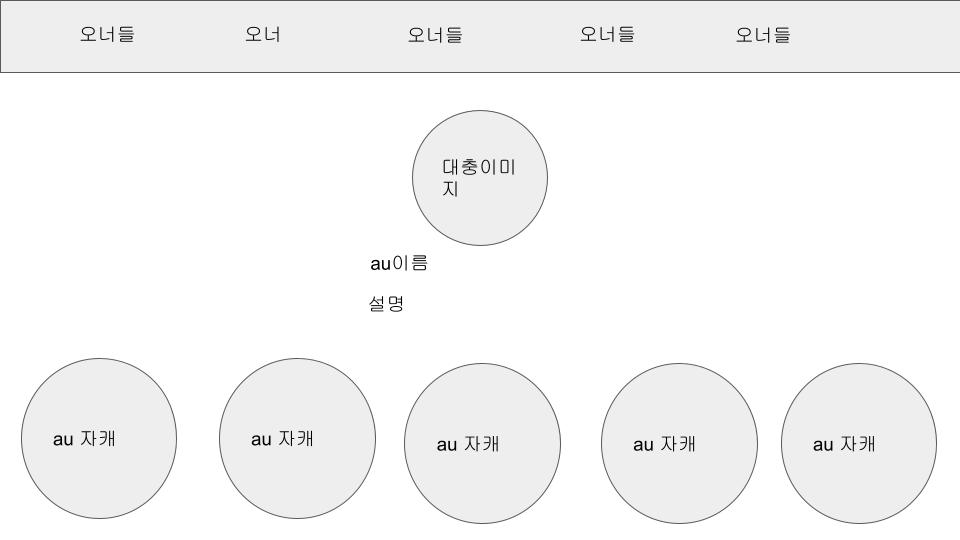 오너들 오너 오너들 오너들 오너들
대충이미
지
au이름
설명
au 자캐 au 자캐 au 자캐 au 자캐 au 자캐